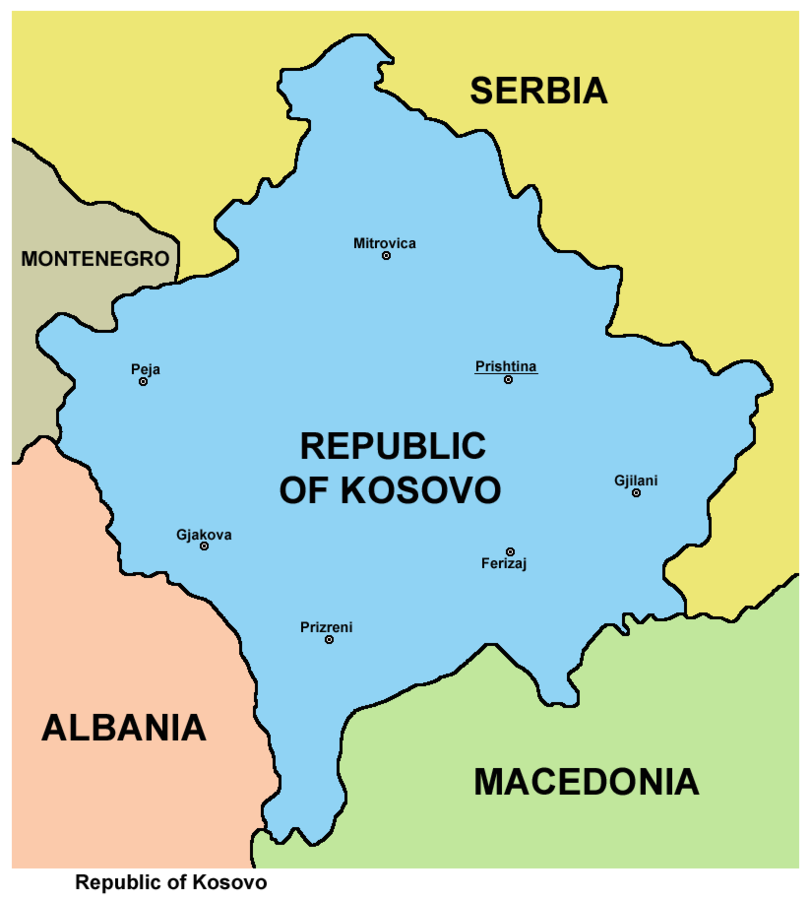 SERBIA
Mitrovica
MONTENEGRO
Peja
Prishtina
REPUBLIC
OF KOSOVO
Gjilani
Gjakova
Ferizaj
Prizreni
ALBANIA
MACEDONIA
Republic of Kosovo